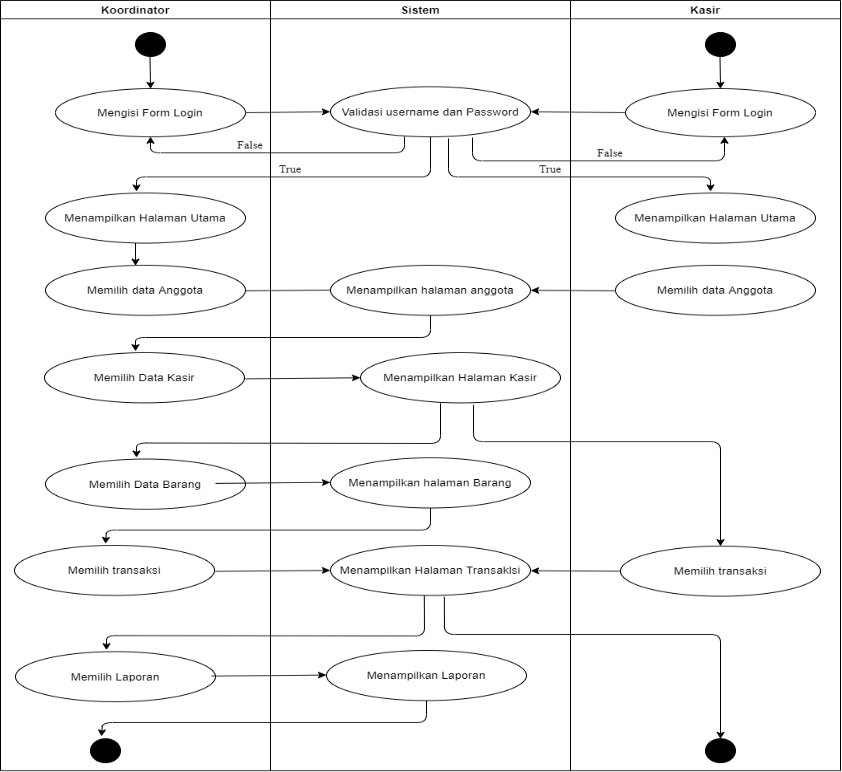 Koordinator
Sistem
Kasir
Mengisi Form Login
Validasi username dan Password
Mengisi Form Login
False
False
True
True
Menampilkan Halaman Utama
Menampilkan Halaman Utama
Memilih data Anggota
Menampilkan halaman anggota
Memilih data Anggota
Memilih Data Kasir
Menampilkan Halaman Kasir
Memilih Data Barang
Menampilkan halaman Barang
Memilih transaksi
Menampilkan Halaman Transaklsi
Memilih transaksi
Memilih Laporan
Menampilkan Laporan